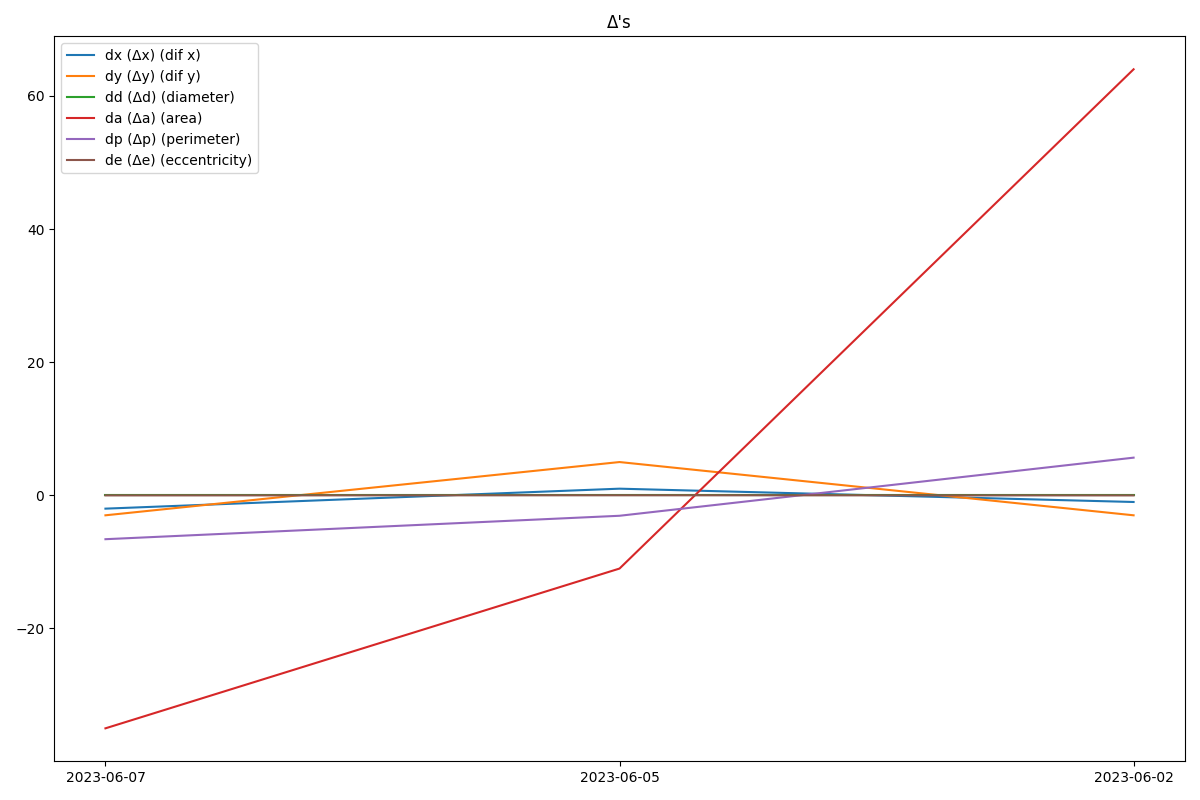 Δ's
dx (Δx) (dif x)
dy (Δy) (dif y)
dd (Δd) (diameter)
da (Δa) (area)
dp (Δp) (perimeter)
de (Δe) (eccentricity)
60
40
20
0
−20
2023-06-07 2023-06-05 2023-06-02